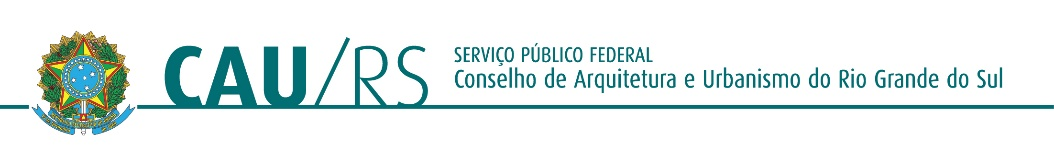 CAU/RS
SERVIÇO PÚBLICO FEDERAL
Conselho de Arquitetura e Urbanismo do Rio Grande do Sul